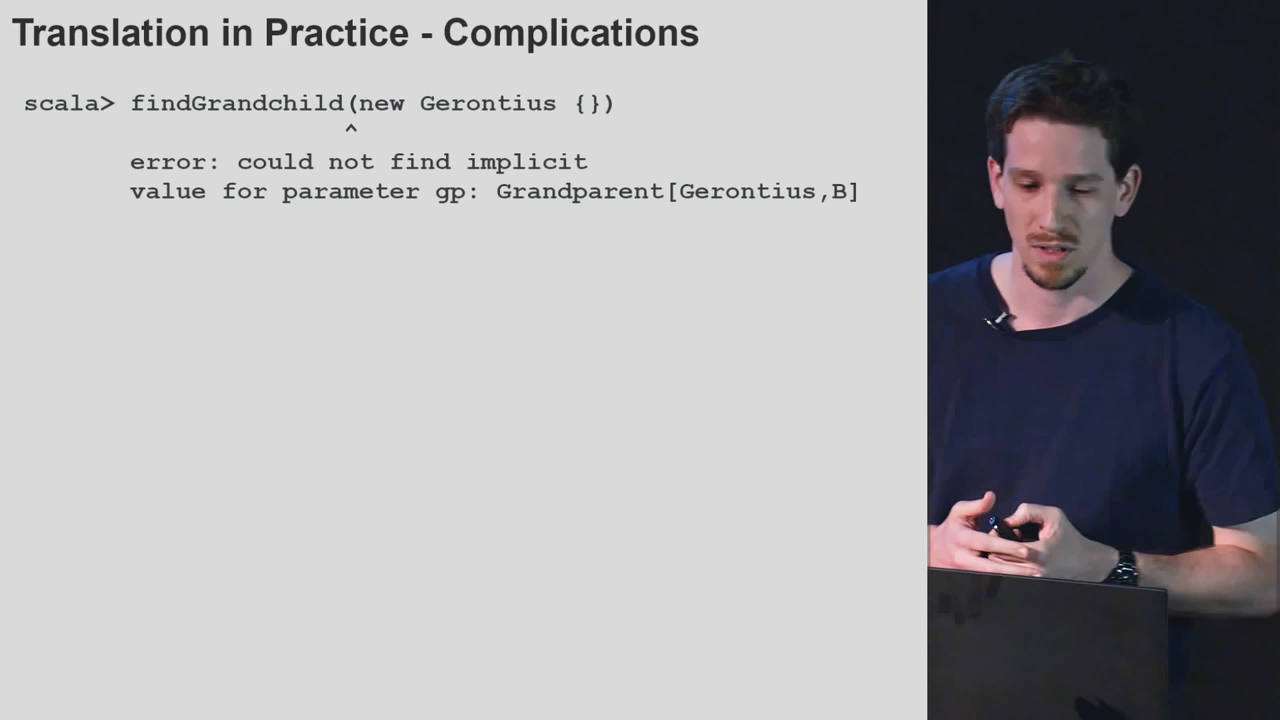 Translation in Practice - Complications
scala> findGrandchild(new Gerontius {})
^
error: could not find implicit
value for parameter gp: Grandparent[Gerontius,B]